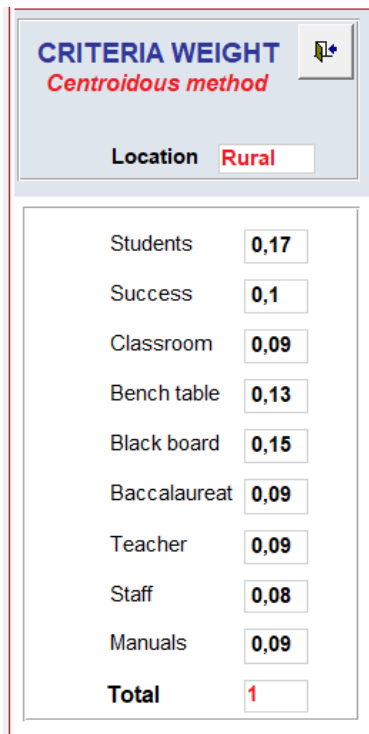 CRITERIA WEIGHT
Centroidous method
Location Rural
Students 0,17
Success 0,1
Classroom 0,09
Bench table 0,13
Black board 0,15
Baccalaureat 0,09
Teacher 0,09
Staff 0,08
Manuals 0,09
Total 1